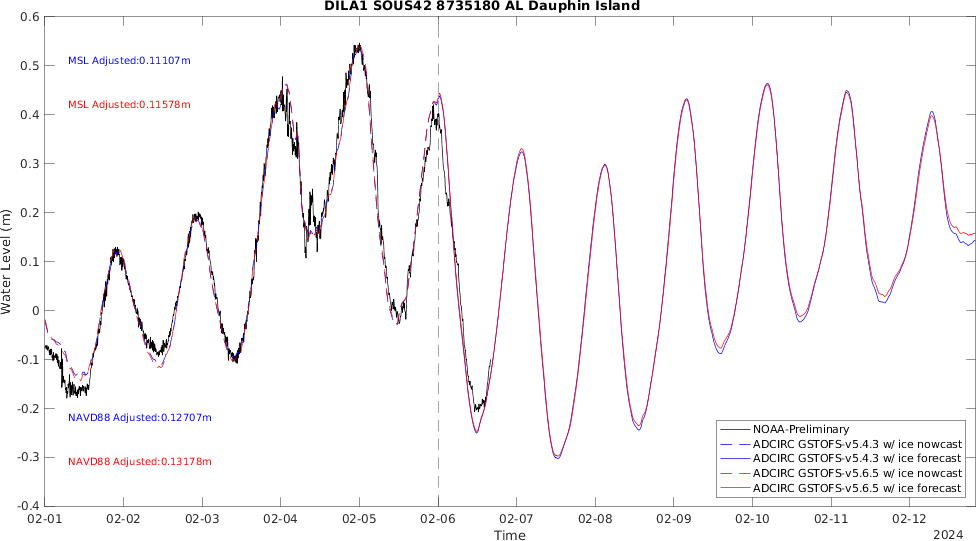 DILA1 SOUS42 8735180 AL Dauphin Island
0.6
0.5
0.4
0.3
0.2
0.1
0
-0.1
-0.2
-0.3
-0.4
Water Level (m)
MSL Adjusted:0.11107m
MSL Adjusted:0.11578m
NAVD88 Adjusted:0.12707m
NAVD88 Adjusted:0.13178m
NOAA-Preliminary
ADCIRC GSTOFS-v5.4.3 w/ ice nowcast
ADCIRC GSTOFS-v5.4.3 w/ ice forecast
ADCIRC GSTOFS-v5.6.5 w/ ice nowcast
ADCIRC GSTOFS-v5.6.5 w/ ice forecast
02-01 02-02 02-03 02-04 02-05 02-06 02-07 02-08 02-09 02-10 02-11 02-12
Time
2024